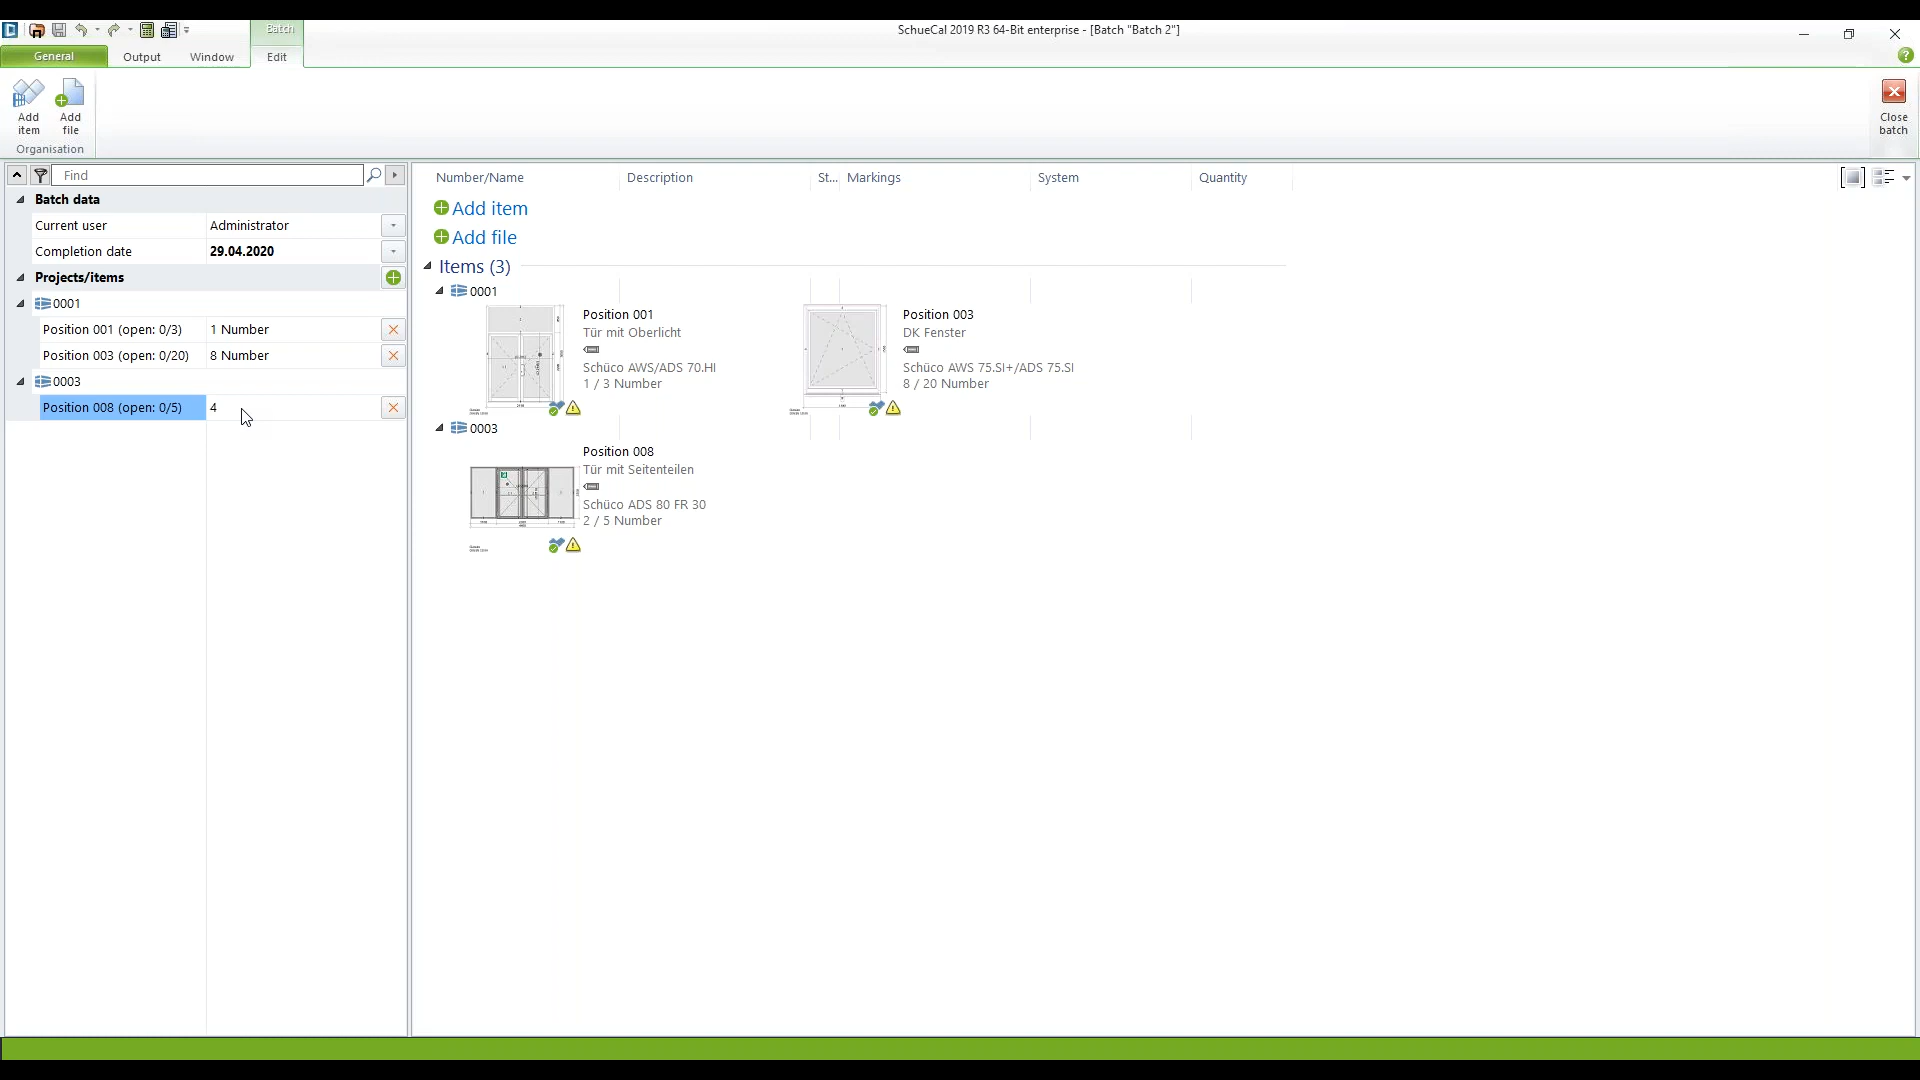 Batch
SchueCal 2019 R3 64-Bit enterprise - [Batch "Batch 2"]
General
Output
Window
Edit
Add item
Add file
Organisation
Close batch
Find
Batch data
Current user
Administrator
Completion date
29.04.2020
Projects/items
0001
Position 001 (open: 0/3)
1 Number
Position 003 (open: 0/20)
8 Number
0003
Position 008 (open: 0/5)
4
Number/Name
Description
St...
Markings
System
Quantity
Add item
Add file
Items (3)
0001
Position 001
Tür mit Oberlicht
Schüco AWS/ADS 70.HI
1 / 3 Number
Position 003
DK Fenster
Schüco AWS 75.SI+/ADS 75.SI
8 / 20 Number
0003
Position 008
Tür mit Seitenteilen
Schüco ADS 80 FR 30
2 / 5 Number